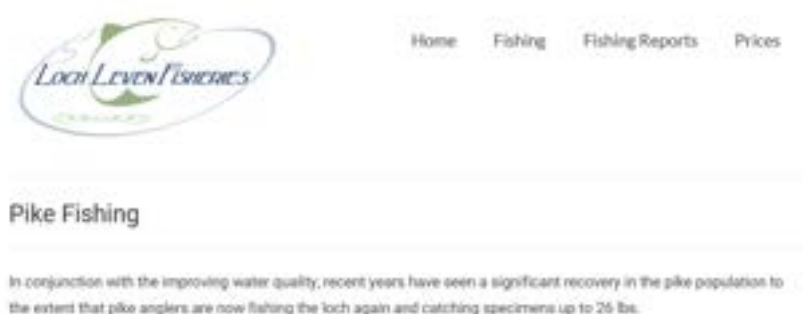 Home Fishing Fishing Reports Prices
LOCH LEVEN FISHERIES
Pike Fishing
In conjunction with the improving water quality, recent years have seen a significant recovery in the pike population to
the extent that pike anglers are now fishing the loch again and catching specimens up to 26 lbs.